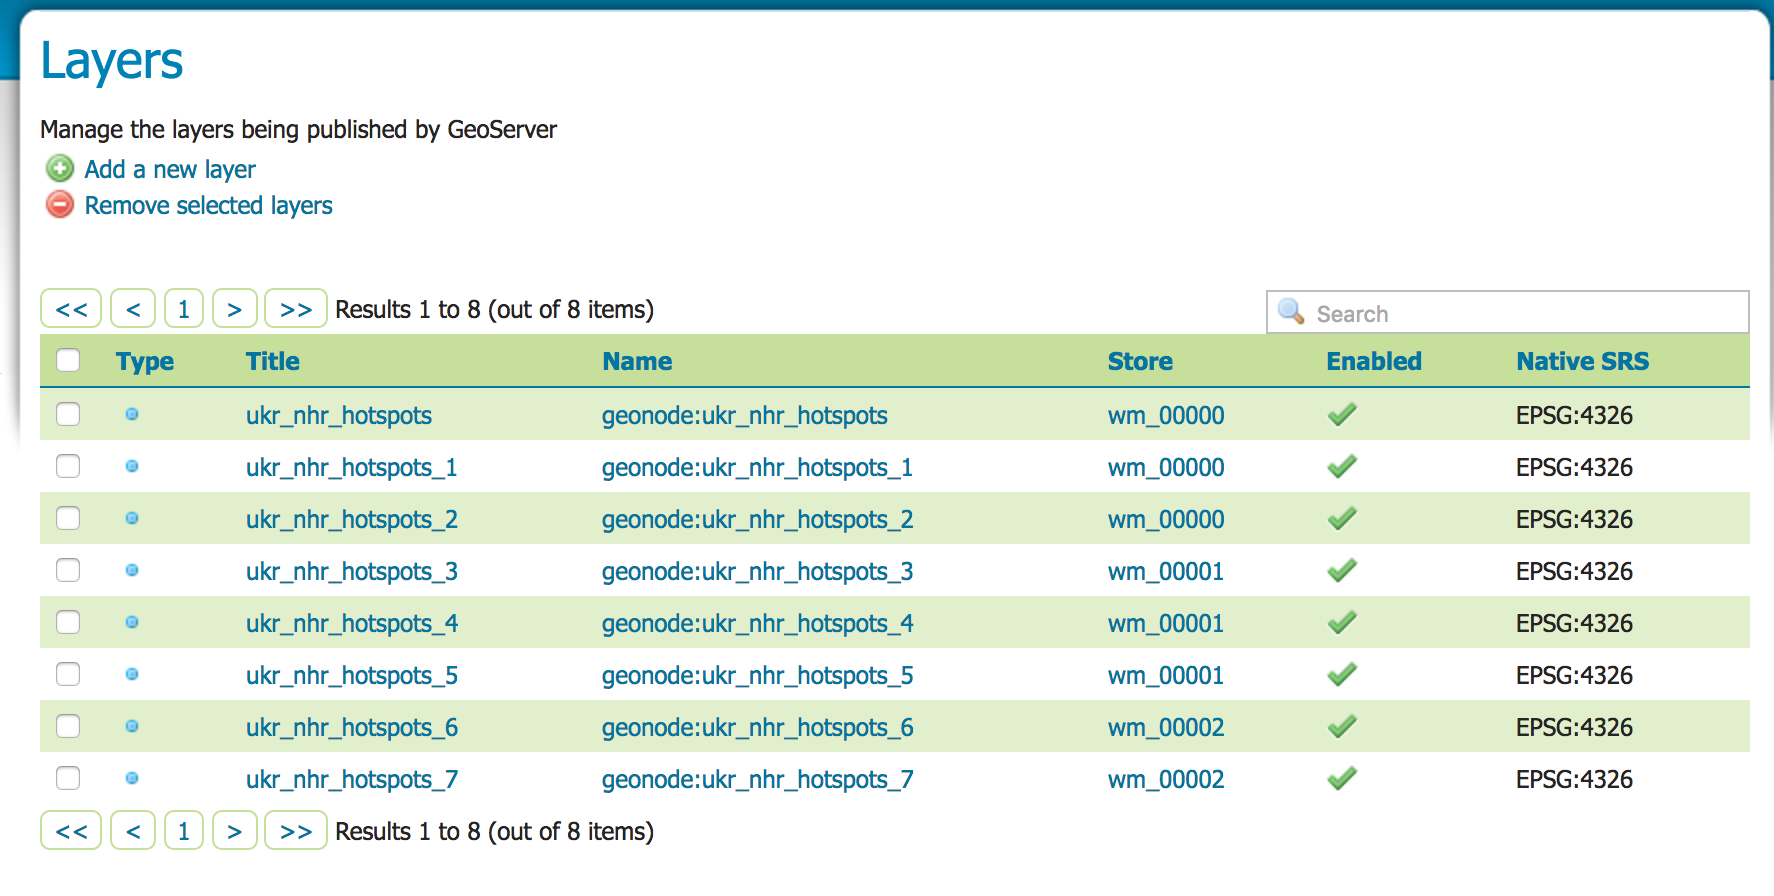 Layers
Manage the layers being published by GeoServer
Add a new layer
Remove selected layers
<< < 1 > >> Results 1 to 8 (out of 8 items) Search
Type Title Name Store Enabled Native SRS
ukr_nhr_hotspots geonode:ukr_nhr_hotspots wm_00000 EPSG:4326
ukr_nhr_hotspots_1 geonode:ukr_nhr_hotspots_1 wm_00000 EPSG:4326
ukr_nhr_hotspots_2 geonode:ukr_nhr_hotspots_2 wm_00000 EPSG:4326
ukr_nhr_hotspots_3 geonode:ukr_nhr_hotspots_3 wm_00001 EPSG:4326
ukr_nhr_hotspots_4 geonode:ukr_nhr_hotspots_4 wm_00001 EPSG:4326
ukr_nhr_hotspots_5 geonode:ukr_nhr_hotspots_5 wm_00001 EPSG:4326
ukr_nhr_hotspots_6 geonode:ukr_nhr_hotspots_6 wm_00002 EPSG:4326
ukr_nhr_hotspots_7 geonode:ukr_nhr_hotspots_7 wm_00002 EPSG:4326
<< < 1 > >> Results 1 to 8 (out of 8 items)